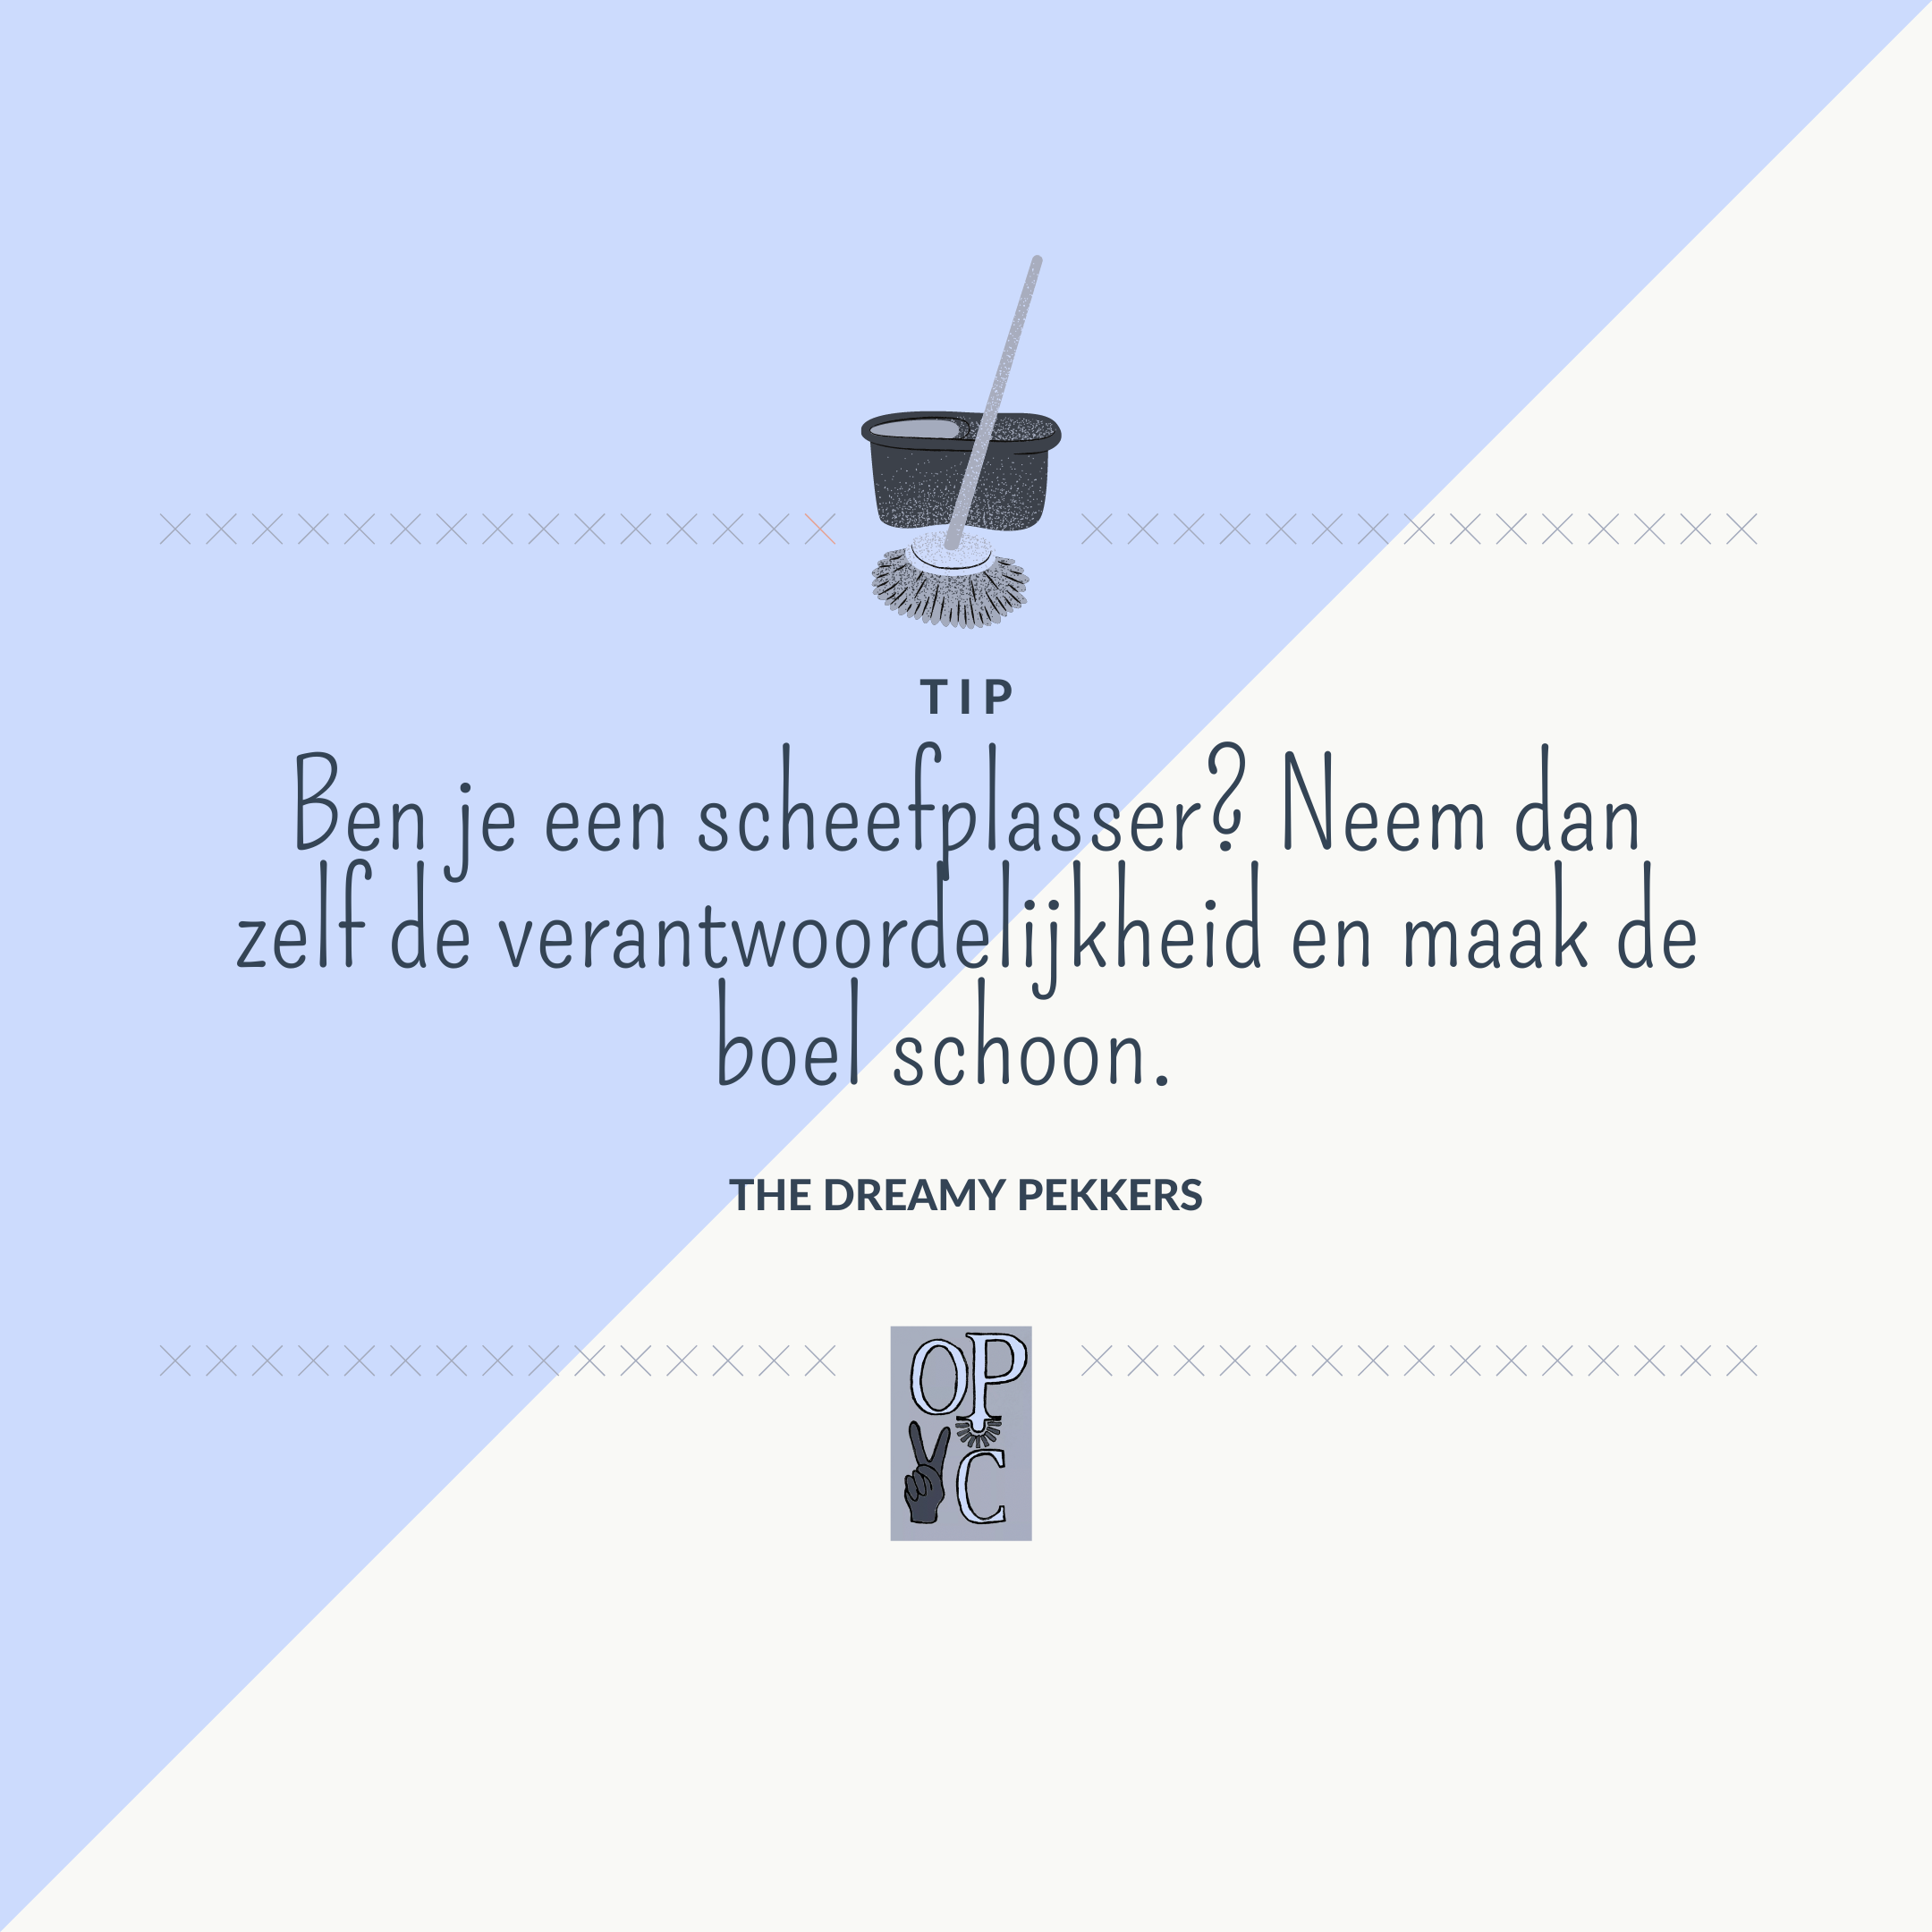 TIP
Ben je een scheefplasser? Neem dan
zelf de verantwoordelijkheid en maak de
boel schoon.
THE DREAMY PEKKERS
OP
C